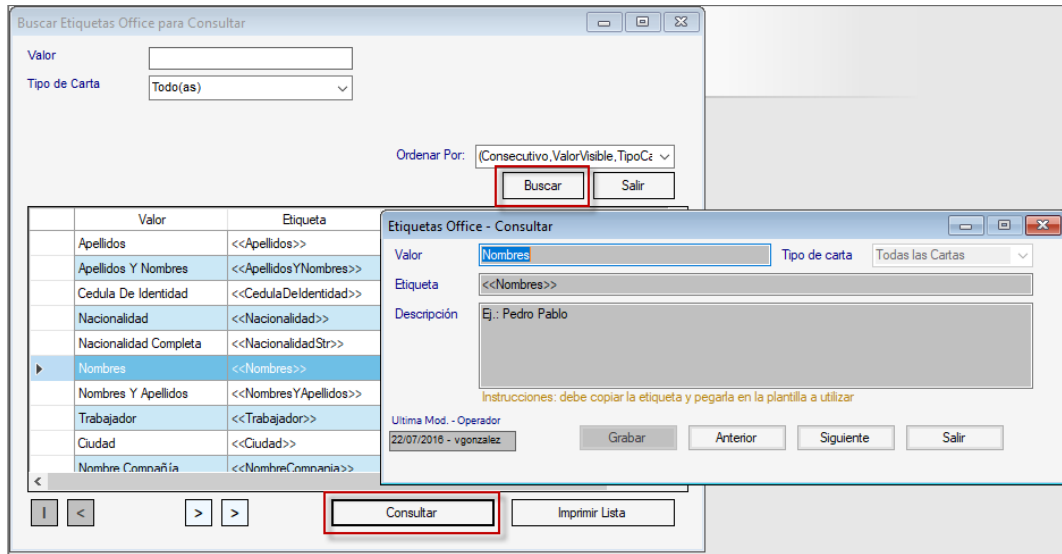 Buscar Etiquetas Office para Consultar
Valor
Tipo de Carta Todo(as)
Ordenar Por: (Consecutivo,ValorVisible,TipoCa
Buscar Salir
Valor Etiqueta
Apellidos <<Apellidos>>
Apellidos Y Nombres <<ApellidosYNombres>>
Cedula De Identidad <<CedulaDeIdentidad>>
Nacionalidad <<Nacionalidad>>
Nacionalidad Completa <<NacionalidadStr>>
Nombres <<Nombres>>
Nombres Y Apellidos <<NombresYApellidos>>
Trabajador <<Trabajador>>
Ciudad <<Ciudad>>
Nombre Compañía <<NombreCompania>>
< 
I < > > Consultar Imprimir Lista
Etiquetas Office - Consultar
Valor Nombres Tipo de carta Todas las Cartas
Etiqueta <<Nombres>>
Descripción Ej.: Pedro Pablo
Instrucciones: debe copiar la etiqueta y pegarla en la plantilla a utilizar
Ultima Mod. - Operador
22/07/2016 - vgonzalez Grabar Anterior Siguiente Salir